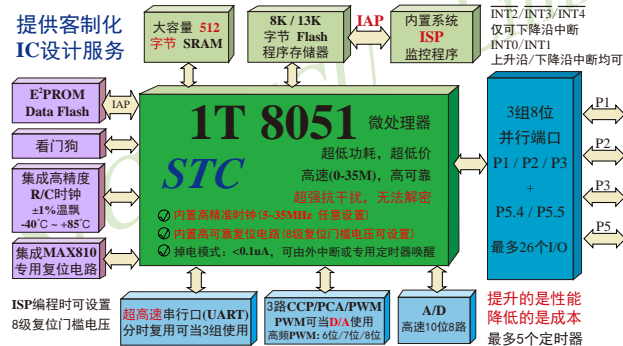 提供客制化
IC设计服务
大容量 512
字节 SRAM
8K / 13K
字节 Flash
程序存储器
IAP
内置系统
ISP
监控程序
INT2/INT3/INT4
仅可下降沿中断
INT0/INT1
上升沿/下降沿中断均可
E²PROM
Data Flash
IAP
看门狗
集成高精度
R/C时钟
±1%温飘
-40℃ ~ +85℃
集成MAX810
专用复位电路
1T 8051 微处理器
STC
超低功耗，超低价
高速(0-35M)，高可靠
超强抗干扰，无法解密
内置高精准时钟(5~35MHz 任意设置)
内置高可靠复位电路(8级复位门槛电压可设置)
掉电模式：<0.1uA，可由外中断或专用定时器唤醒
3组8位
并行端口
P1 / P2 / P3
+
P5.4 / P5.5
最多26个I/O
P1
P2
P3
P5
ISP编程时可设置
8级复位门槛电压
超高速串行口(UART)
分时复用可当3组使用
3路CCP/PCA/PWM
PWM可当D/A使用
高频PWM: 6位/7位/8位
A/D
高速10位8路
提升的是性能
降低的是成本
最多5个定时器